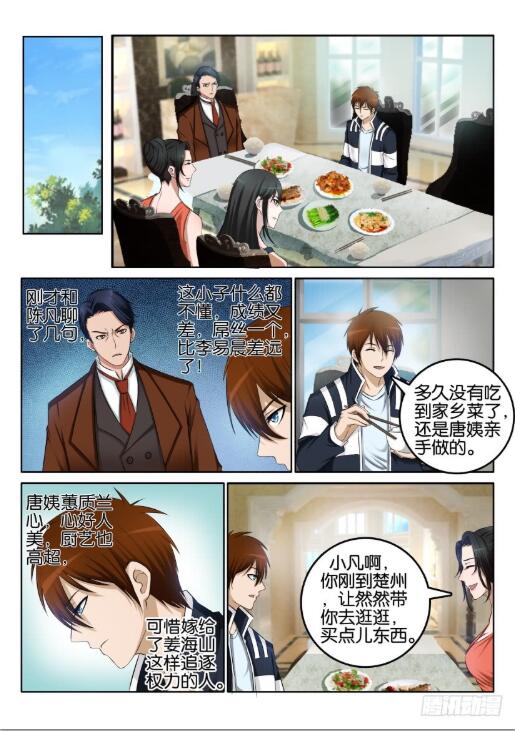 刚才和
陈凡聊
了几句，
这小子什么都
不懂，成绩又
差，屌丝一个，
比李易晨差远
了！
多久没有吃
到家乡菜了，
还是唐姨亲
手做的。
唐姨蕙质兰
心，心好人
美，厨艺也
高超，
可惜嫁给
了姜海山
这样追逐
权力的人。
小凡啊，
你刚到楚州
，让然然带
你去逛逛，
买点儿东西。
腾讯动漫